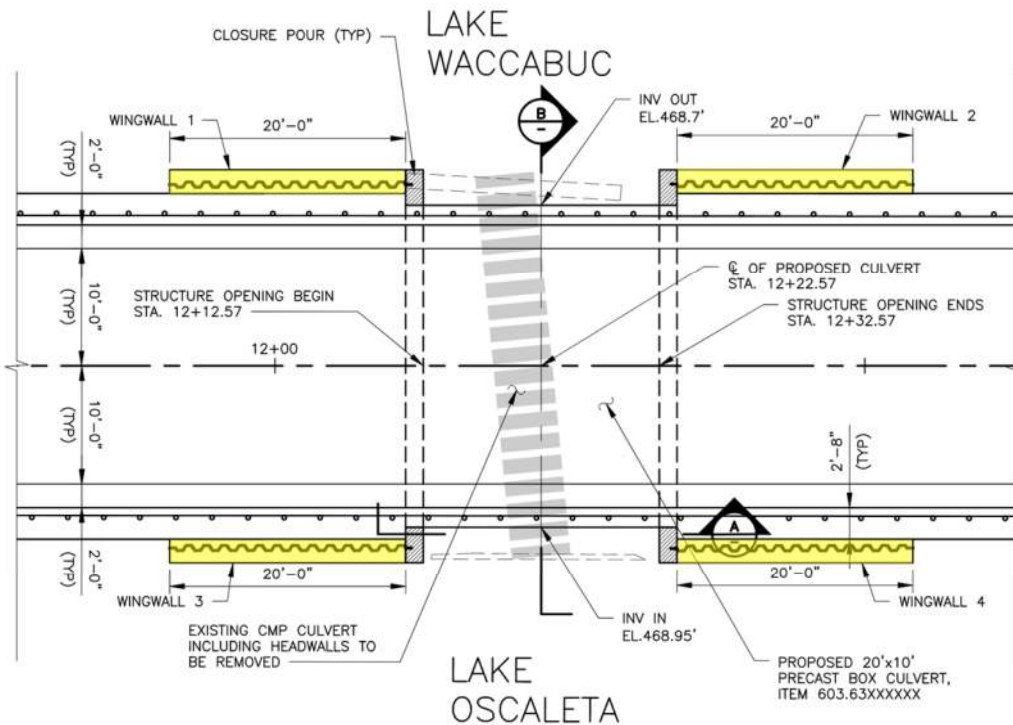 LAKE
WACCABUC
CLOSURE POUR (TYP)
INV OUT
EL.468.7'
WINGWALL 1
20'-0"
B
-
20'-0"
WINGWALL 2
2'-0"
(TYP)
10'-0"
(TYP)
STRUCTURE OPENING BEGIN
STA. 12+12.57
℄ OF PROPOSED CULVERT
STA. 12+22.57
STRUCTURE OPENING ENDS
STA. 12+32.57
12+00
10'-0"
(TYP)
2'-8"
(TYP)
A
-
2'-0"
(TYP)
20'-0"
WINGWALL 3
20'-0"
WINGWALL 4
EXISTING CMP CULVERT
INCLUDING HEADWALLS TO
BE REMOVED
INV IN
EL.468.95'
LAKE
OSCALETA
PROPOSED 20'x10'
PRECAST BOX CULVERT,
ITEM 603.63XXXXXX